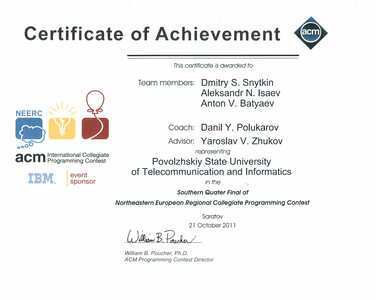 Certificate of Achievement
acm
This certificate is awarded to
Team members: Dmitry S. Snytkin
Aleksandr N. Isaev
Anton V. Batyaev
NEERC
Coach: Danil Y. Polukarov
Advisor: Yaroslav V. Zhukov
representing
acm International Collegiate
Programming Contest
IBM. event
sponsor
Povolzhskiy State University
of Telecommunication and Informatics
in the
Southern Quater Final of
Northeastern European Regional Collegiate Programming Contest
Saratov
21 October 2011
William B. Poucher
William B. Poucher, Ph.D.
ACM Programming Contest Director